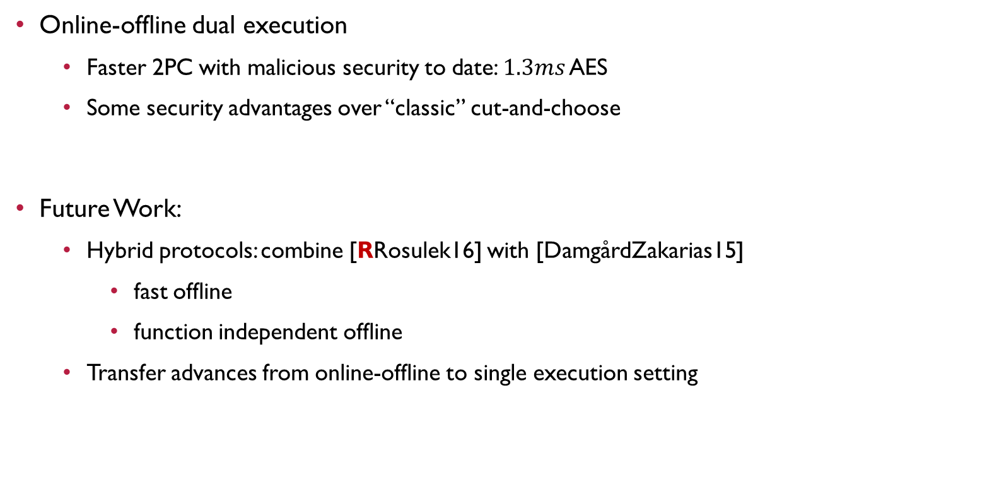 • Online-offline dual execution
• Faster 2PC with malicious security to date: 1.3ms AES
• Some security advantages over “classic” cut-and-choose
• Future Work:
• Hybrid protocols: combine [RRosulek16] with [DamgårdZakarias15]
• fast offline
• function independent offline
• Transfer advances from online-offline to single execution setting